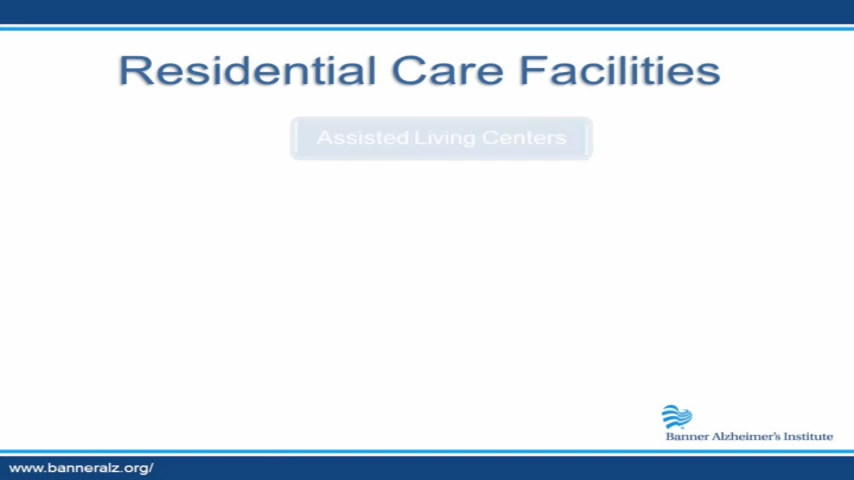 Residential Care Facilities
Assisted Living Centers
Banner Alzheimer's Institute
www.banneralz.org/